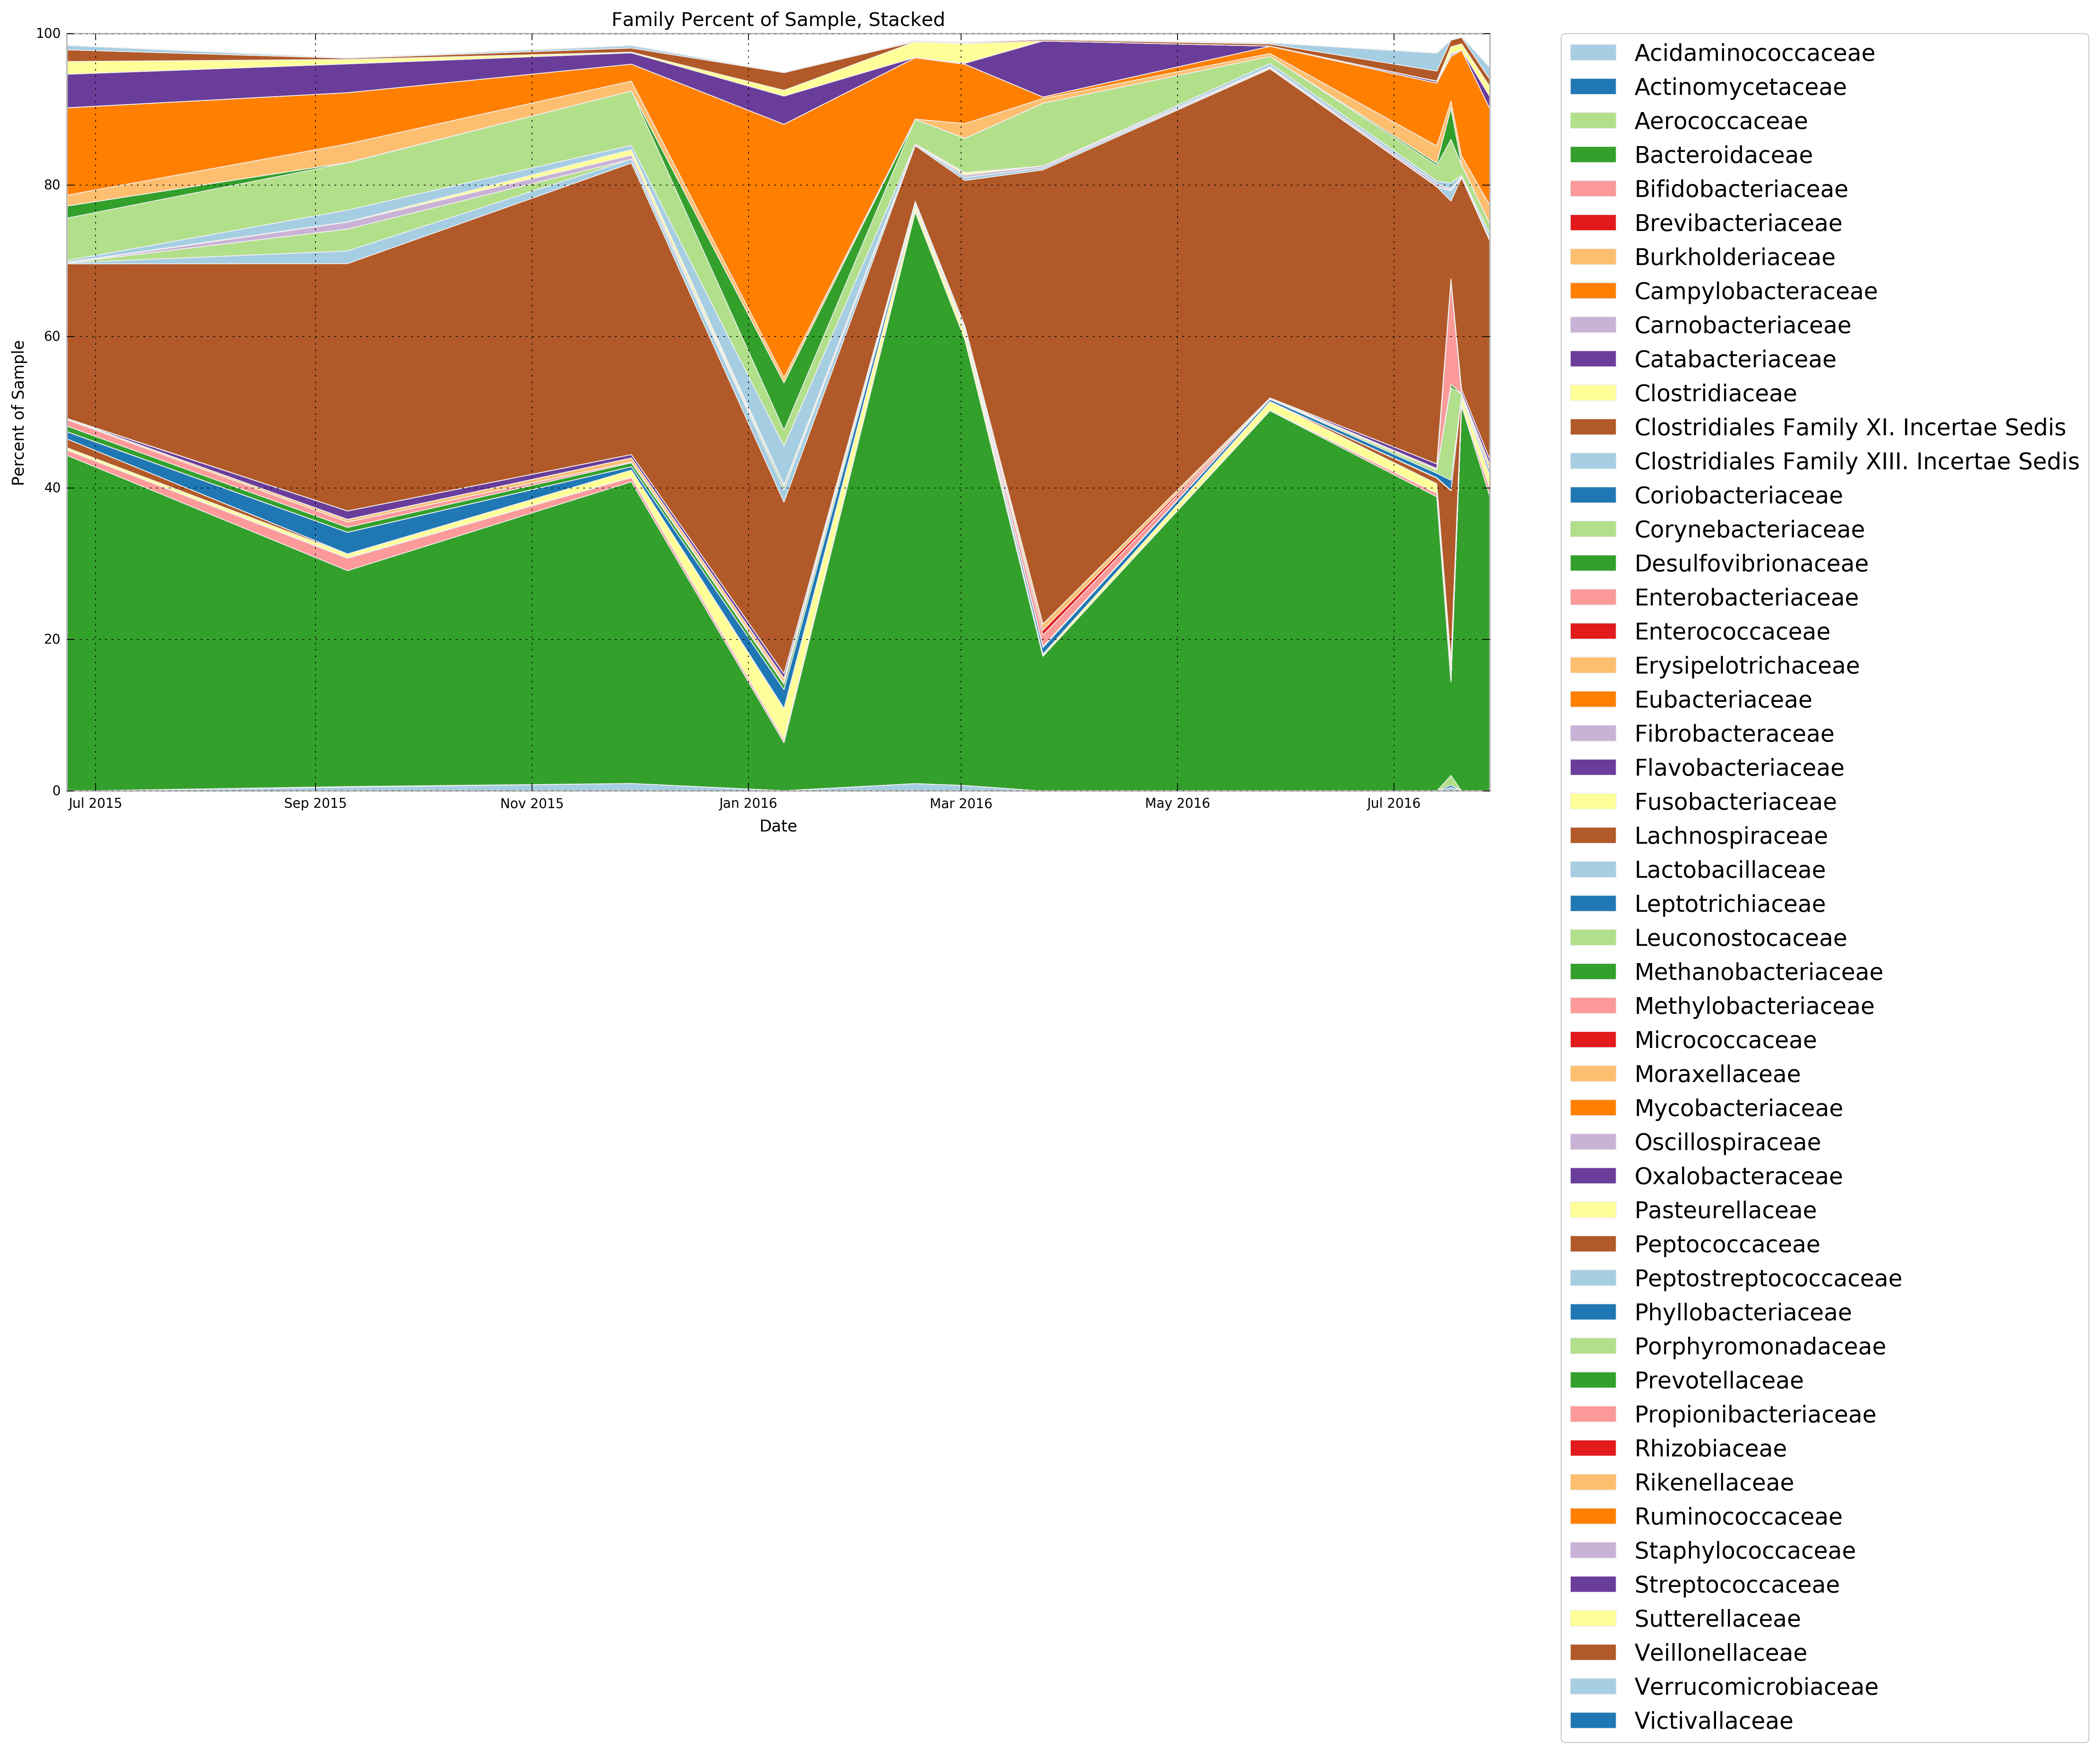 Family Percent of Sample, Stacked
100
80
60
40
20
0
Percent of Sample
Jul 2015
Sep 2015
Nov 2015
Jan 2016
Mar 2016
May 2016
Jul 2016
Date
Acidaminococcaceae
Actinomycetaceae
Aerococcaceae
Bacteroidaceae
Bifidobacteriaceae
Brevibacteriaceae
Burkholderiaceae
Campylobacteraceae
Carnobacteriaceae
Catabacteriaceae
Clostridiaceae
Clostridiales Family XI. Incertae Sedis
Clostridiales Family XIII. Incertae Sedis
Coriobacteriaceae
Corynebacteriaceae
Desulfovibrionaceae
Enterobacteriaceae
Enterococcaceae
Erysipelotrichaceae
Eubacteriaceae
Fibrobacteraceae
Flavobacteriaceae
Fusobacteriaceae
Lachnospiraceae
Lactobacillaceae
Leptotrichiaceae
Leuconostocaceae
Methanobacteriaceae
Methylobacteriaceae
Micrococcaceae
Moraxellaceae
Mycobacteriaceae
Oscillospiraceae
Oxalobacteraceae
Pasteurellaceae
Peptococcaceae
Peptostreptococcaceae
Phyllobacteriaceae
Porphyromonadaceae
Prevotellaceae
Propionibacteriaceae
Rhizobiaceae
Rikenellaceae
Ruminococcaceae
Staphylococcaceae
Streptococcaceae
Sutterellaceae
Veillonellaceae
Verrucomicrobiaceae
Victivallaceae